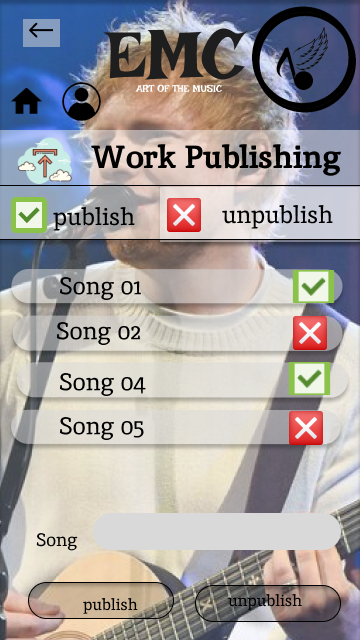 EMC
ART OF THE MUSIC
Work Publishing
publish unpublish
Song 01
Song 02
Song 04
Song 05
Song
publish unpublish